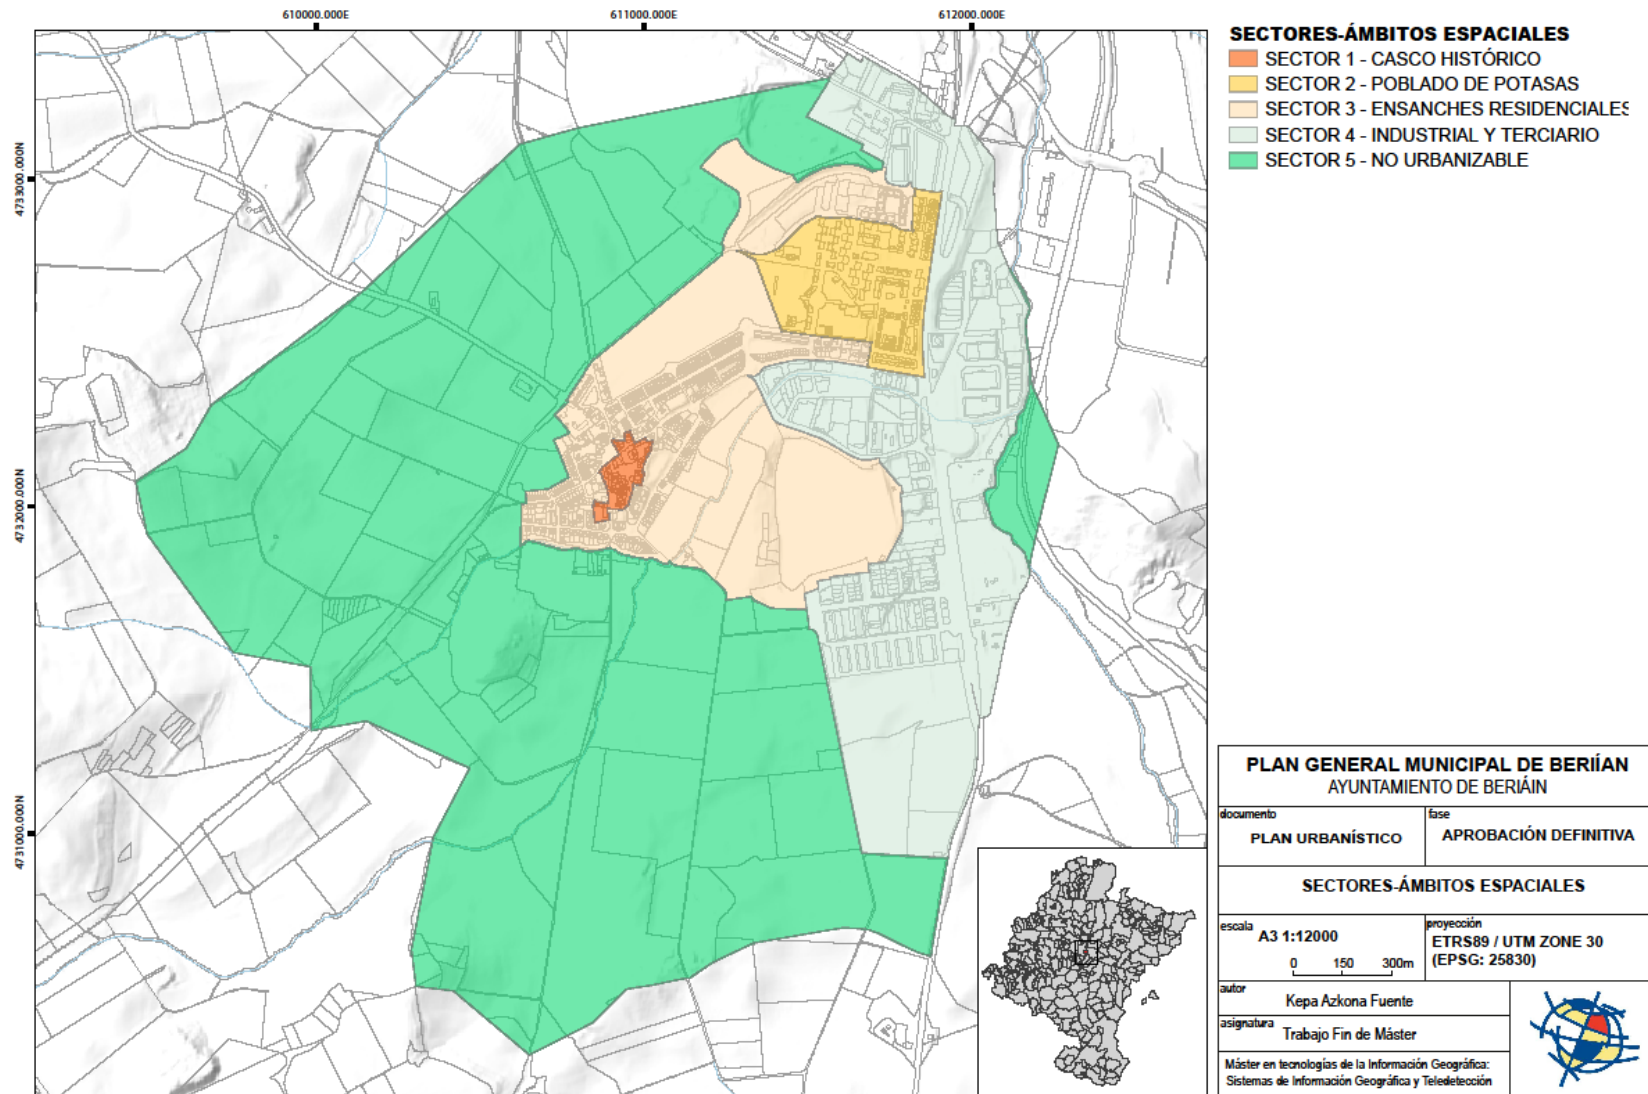 610000.000E
611000.000E
612000.000E
4733000.000N
4732000.000N
4731000.000N
SECTORES-ÁMBITOS ESPACIALES
SECTOR 1 - CASCO HISTÓRICO
SECTOR 2 - POBLADO DE POTASAS
SECTOR 3 - ENSANCHES RESIDENCIALES
SECTOR 4 - INDUSTRIAL Y TERCIARIO
SECTOR 5 - NO URBANIZABLE
PLAN GENERAL MUNICIPAL DE BERIÍAN
AYUNTAMIENTO DE BERIÁIN
documento
PLAN URBANÍSTICO
fase
APROBACIÓN DEFINITIVA
SECTORES-ÁMBITOS ESPACIALES
escala
A3 1:12000
0 150 300m
proyección
ETRS89 / UTM ZONE 30
(EPSG: 25830)
autor
Kepa Azkona Fuente
asignatura
Trabajo Fin de Máster
Máster en tecnologías de la Información Geográfica:
Sistemas de Información Geográfica y Teledetección